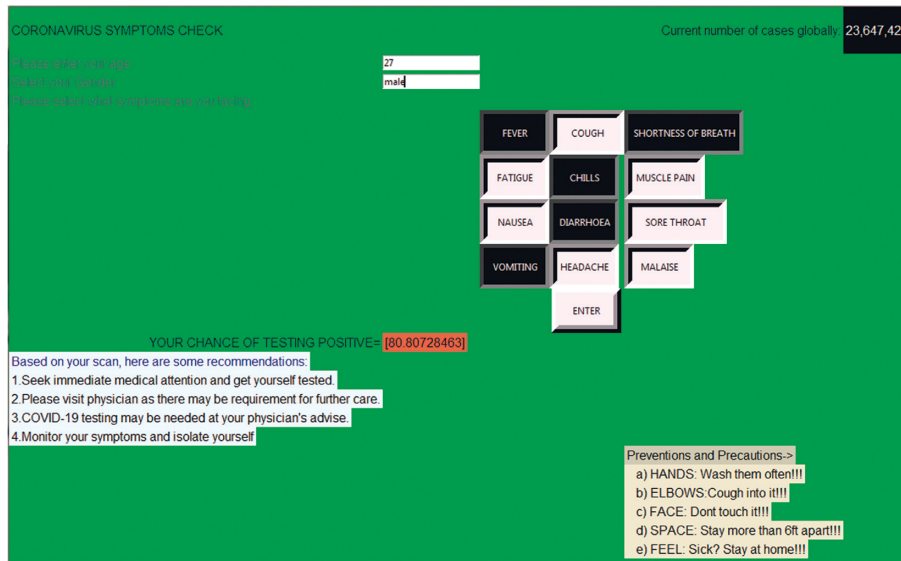 CORONAVIRUS SYMPTOMS CHECK
Current number of cases globally: 23,647,42
Please enter your age:
27
male
FEVER COUGH SHORTNESS OF BREATH
FATIGUE CHILLS MUSCLE PAIN
NAUSEA DIARRHOEA SORE THROAT
VOMITING HEADACHE MALAISE
ENTER
YOUR CHANCE OF TESTING POSITIVE= [80.80728463]
Based on your scan, here are some recommendations:
1.Seek immediate medical attention and get yourself tested.
2.Please visit physician as there may be requirement for further care.
3.COVID-19 testing may be needed at your physician's advise.
4.Monitor your symptoms and isolate yourself
Preventions and Precautions->
a) HANDS: Wash them often!!!
b) ELBOWS:Cough into it!!!
c) FACE: Dont touch it!!!
d) SPACE: Stay more than 6ft apart!!!
e) FEEL: Sick? Stay at home!!!